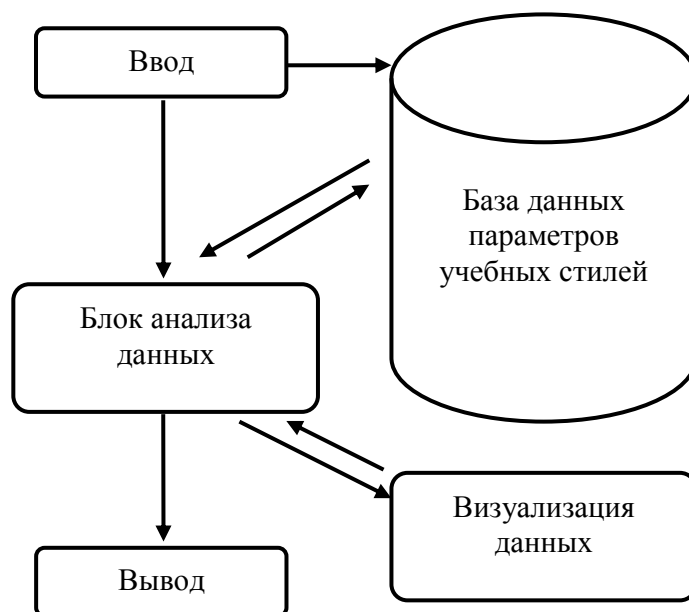 Ввод
База данных
параметров
учебных стилей
Блок анализа
данных
Визуализация
данных
Вывод